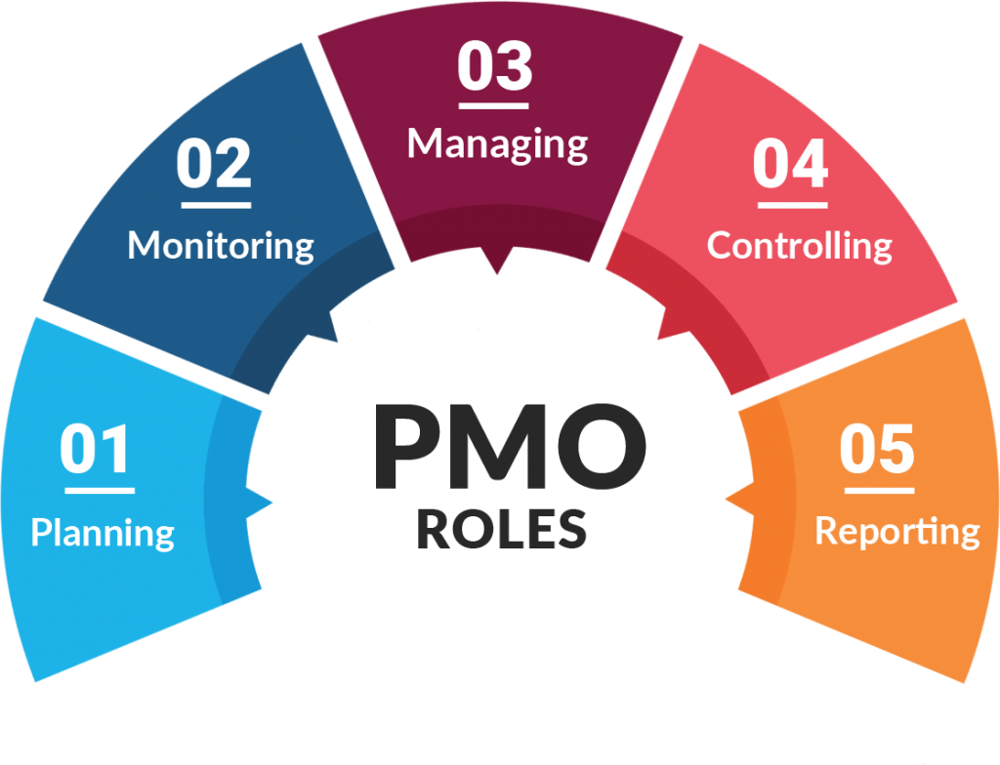 01
Planning
02
Monitoring
03
Managing
04
Controlling
05
Reporting
PMO
ROLES